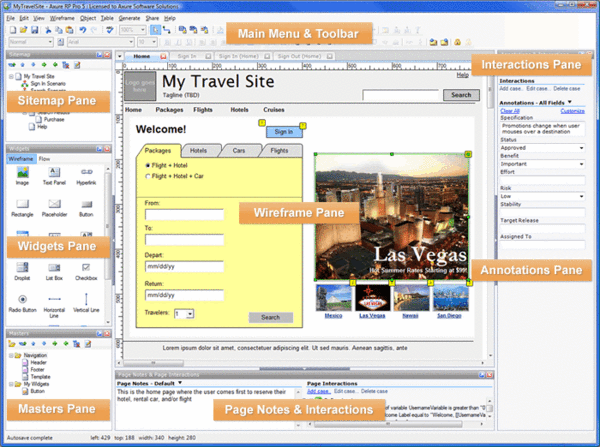 MyTravelSite - Axure RP Pro 5 : Licensed to Axure Software Solutions
File Edit View Wireframe Object Table Generate Share Help
Main Menu & Toolbar
Normal
Arial
Sitemap
My Travel Site
Sign In Scenario
Sitemap Pane
Purchase
Help
Widgets
Wireframe Flow
Image Text Panel Hyperlink
Rectangle Placeholder Button
Widgets Pane
Droplist List Box Checkbox
Radio Button Horizontal Line Vertical Line
Masters
Navigation
Header
Footer
Template
My Widgets
Button
Masters Pane
Home Sign In Sign In (Home) Sign Out (Home)
Logo goes here
My Travel Site
Tagline (TBD)
Help
Search
Home Packages Flights Hotels Cruises
Welcome!
Sign In
Packages Hotels Cars Flights
Flight + Hotel
Flight + Hotel + Car
From:
To:
Depart:
mm/dd/yy
Return:
mm/dd/yy
Travelers: 1
Search
Wireframe Pane
Las Vegas
Hot Summer Rates Starting at $99!
Mexico Las Vegas Hawaii San Diego
Lorem ipsum dolor sit amet, consectetuer adipiscing elit. Ut sed mauris. Aenean sagittis, ante
Page Notes & Page Interactions
Page Notes - Default
This is the home page where the user comes first to reserve their
hotel, rental car, and/or flight
Page Interactions
Add case.. Edit case.. Delete case
Page Notes & Interactions
Interactions Pane
Interactions
Add case.. Edit case.. Delete case
Annotations - All Fields
Clear All Customize
Specification
Promotions change when user
mouses over a destination
Status
Approved
Benefit
Important
Effort
Risk
Low
Stability
Target Release
Assigned To
Annotations Pane
Autosave complete left: 429 top: 188 width: 340 height: 280